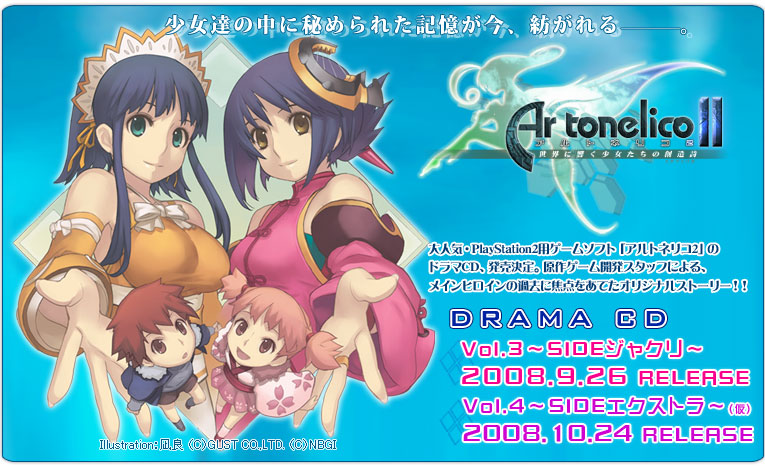 少女達の中に秘められた記憶が今、紡がれる――。
Ar tonelico II
アルトネリコ
世界に響く少女たちの創造詩
大人気・PlayStation2用ゲームソフト「アルトネリコ2」の
ドラマCD、発売決定。原作ゲーム開発スタッフによる、
メインヒロインの過去に焦点をあてたオリジナルストーリー！！
DRAMA CD
Vol.3～SIDEジャクリ～
2008.9.26 RELEASE
Vol.4～SIDEエクストラ～(仮)
2008.10.24 RELEASE
Illustration：凪良 (C)GUST CO.,LTD. (C)NBGI